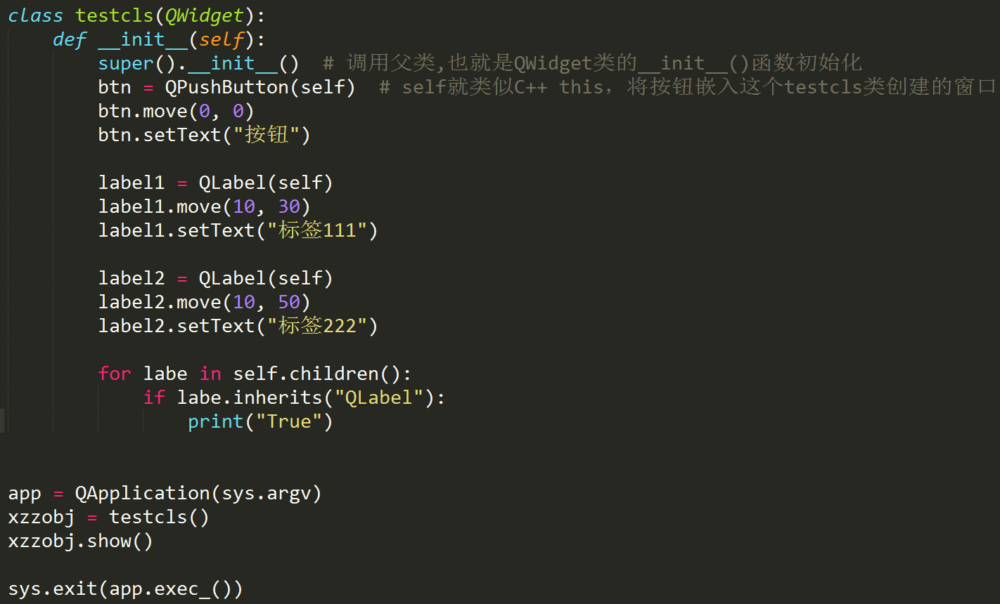 class testcls(QWidget):
    def __init__(self):
        super().__init__()  # 调用父类,也就是QWidget类的__init__()函数初始化
        btn = QPushButton(self)  # self就类似C++ this，将按钮嵌入这个testcls类创建的窗口
        btn.move(0, 0)
        btn.setText("按钮")

        label1 = QLabel(self)
        label1.move(10, 30)
        label1.setText("标签111")

        label2 = QLabel(self)
        label2.move(10, 50)
        label2.setText("标签222")

        for labe in self.children():
            if labe.inherits("QLabel"):
                print("True")


app = QApplication(sys.argv)
xzzobj = testcls()
xzzobj.show()

sys.exit(app.exec_())